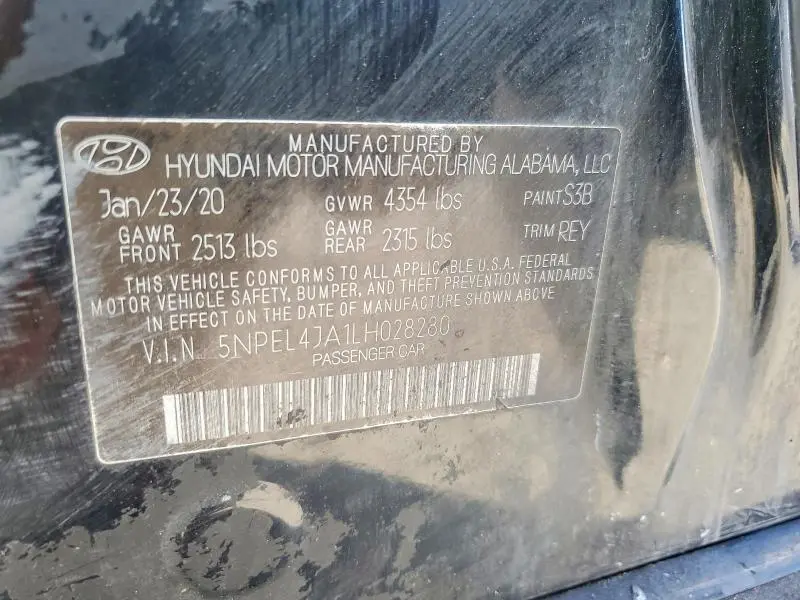 MANUFACTURED BY
HYUNDAI MOTOR MANUFACTURING ALABAMA, LLC
Jan/23/20 GVWR 4354 lbs PAINT S3B
GAWR FRONT 2513 lbs GAWR REAR 2315 lbs TRIM REY
THIS VEHICLE CONFORMS TO ALL APPLICABLE U.S.A. FEDERAL
MOTOR VEHICLE SAFETY, BUMPER, AND THEFT PREVENTION STANDARDS
IN EFFECT ON THE DATE OF MANUFACTURE SHOWN ABOVE
V.I.N. 5NPEL4JA1LH028280
PASSENGER CAR